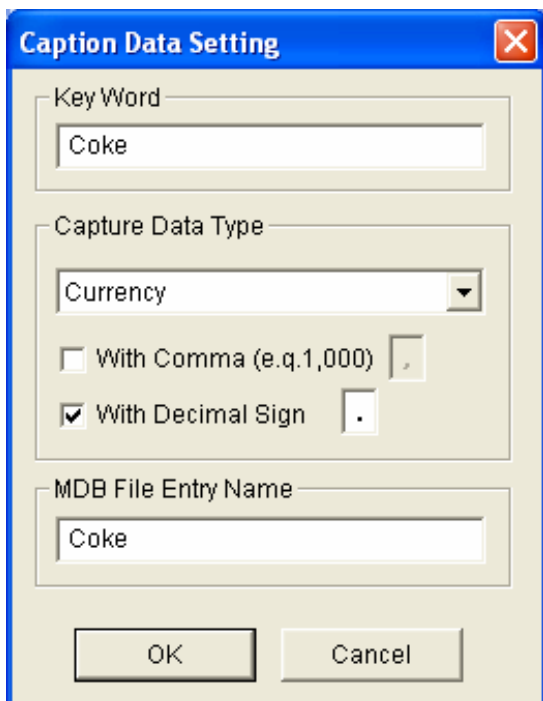 Caption Data Setting
Key Word
Coke
Capture Data Type
Currency
With Comma (e.q.1,000) ,
With Decimal Sign .
MDB File Entry Name
Coke
OK Cancel